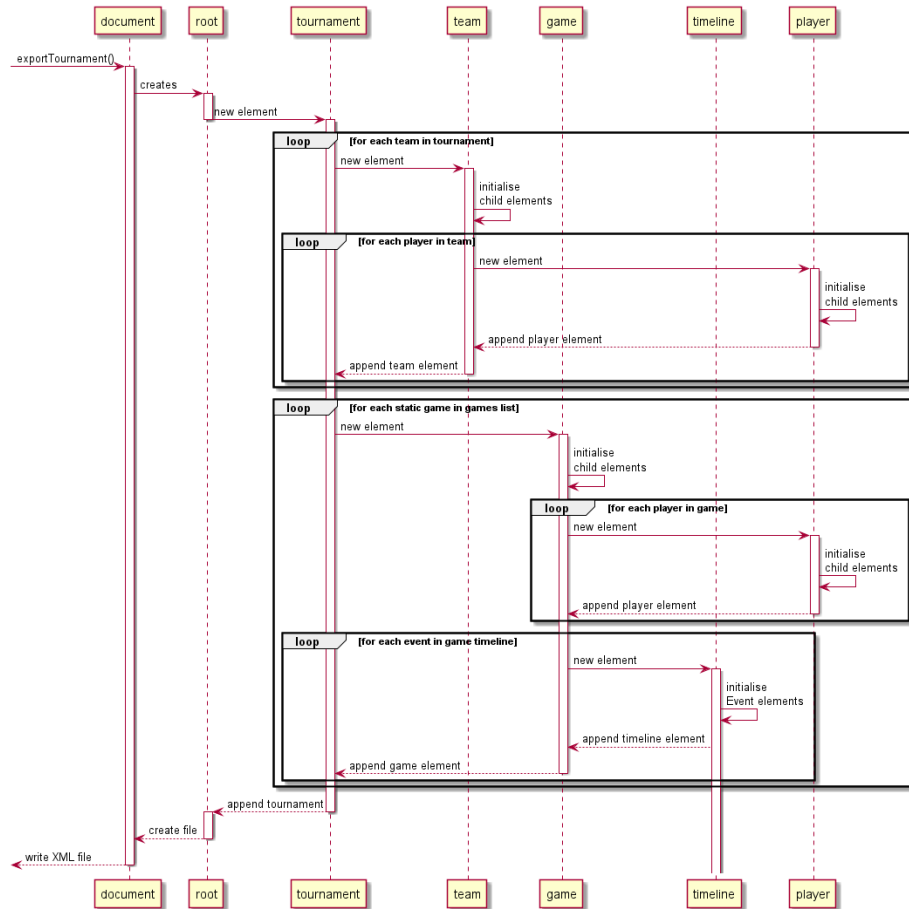 document root tournament team game timeline player
exportTournament()
creates
new element
loop [for each team in tournament]
new element
initialise
child elements
loop [for each player in team]
new element
initialise
child elements
append player element
append team element
loop [for each static game in games list]
new element
initialise
child elements
loop [for each player in game]
new element
initialise
child elements
append player element
loop [for each event in game timeline]
new element
initialise
Event elements
append timeline element
append game element
append tournament
create file
write XML file
document root tournament team game timeline player